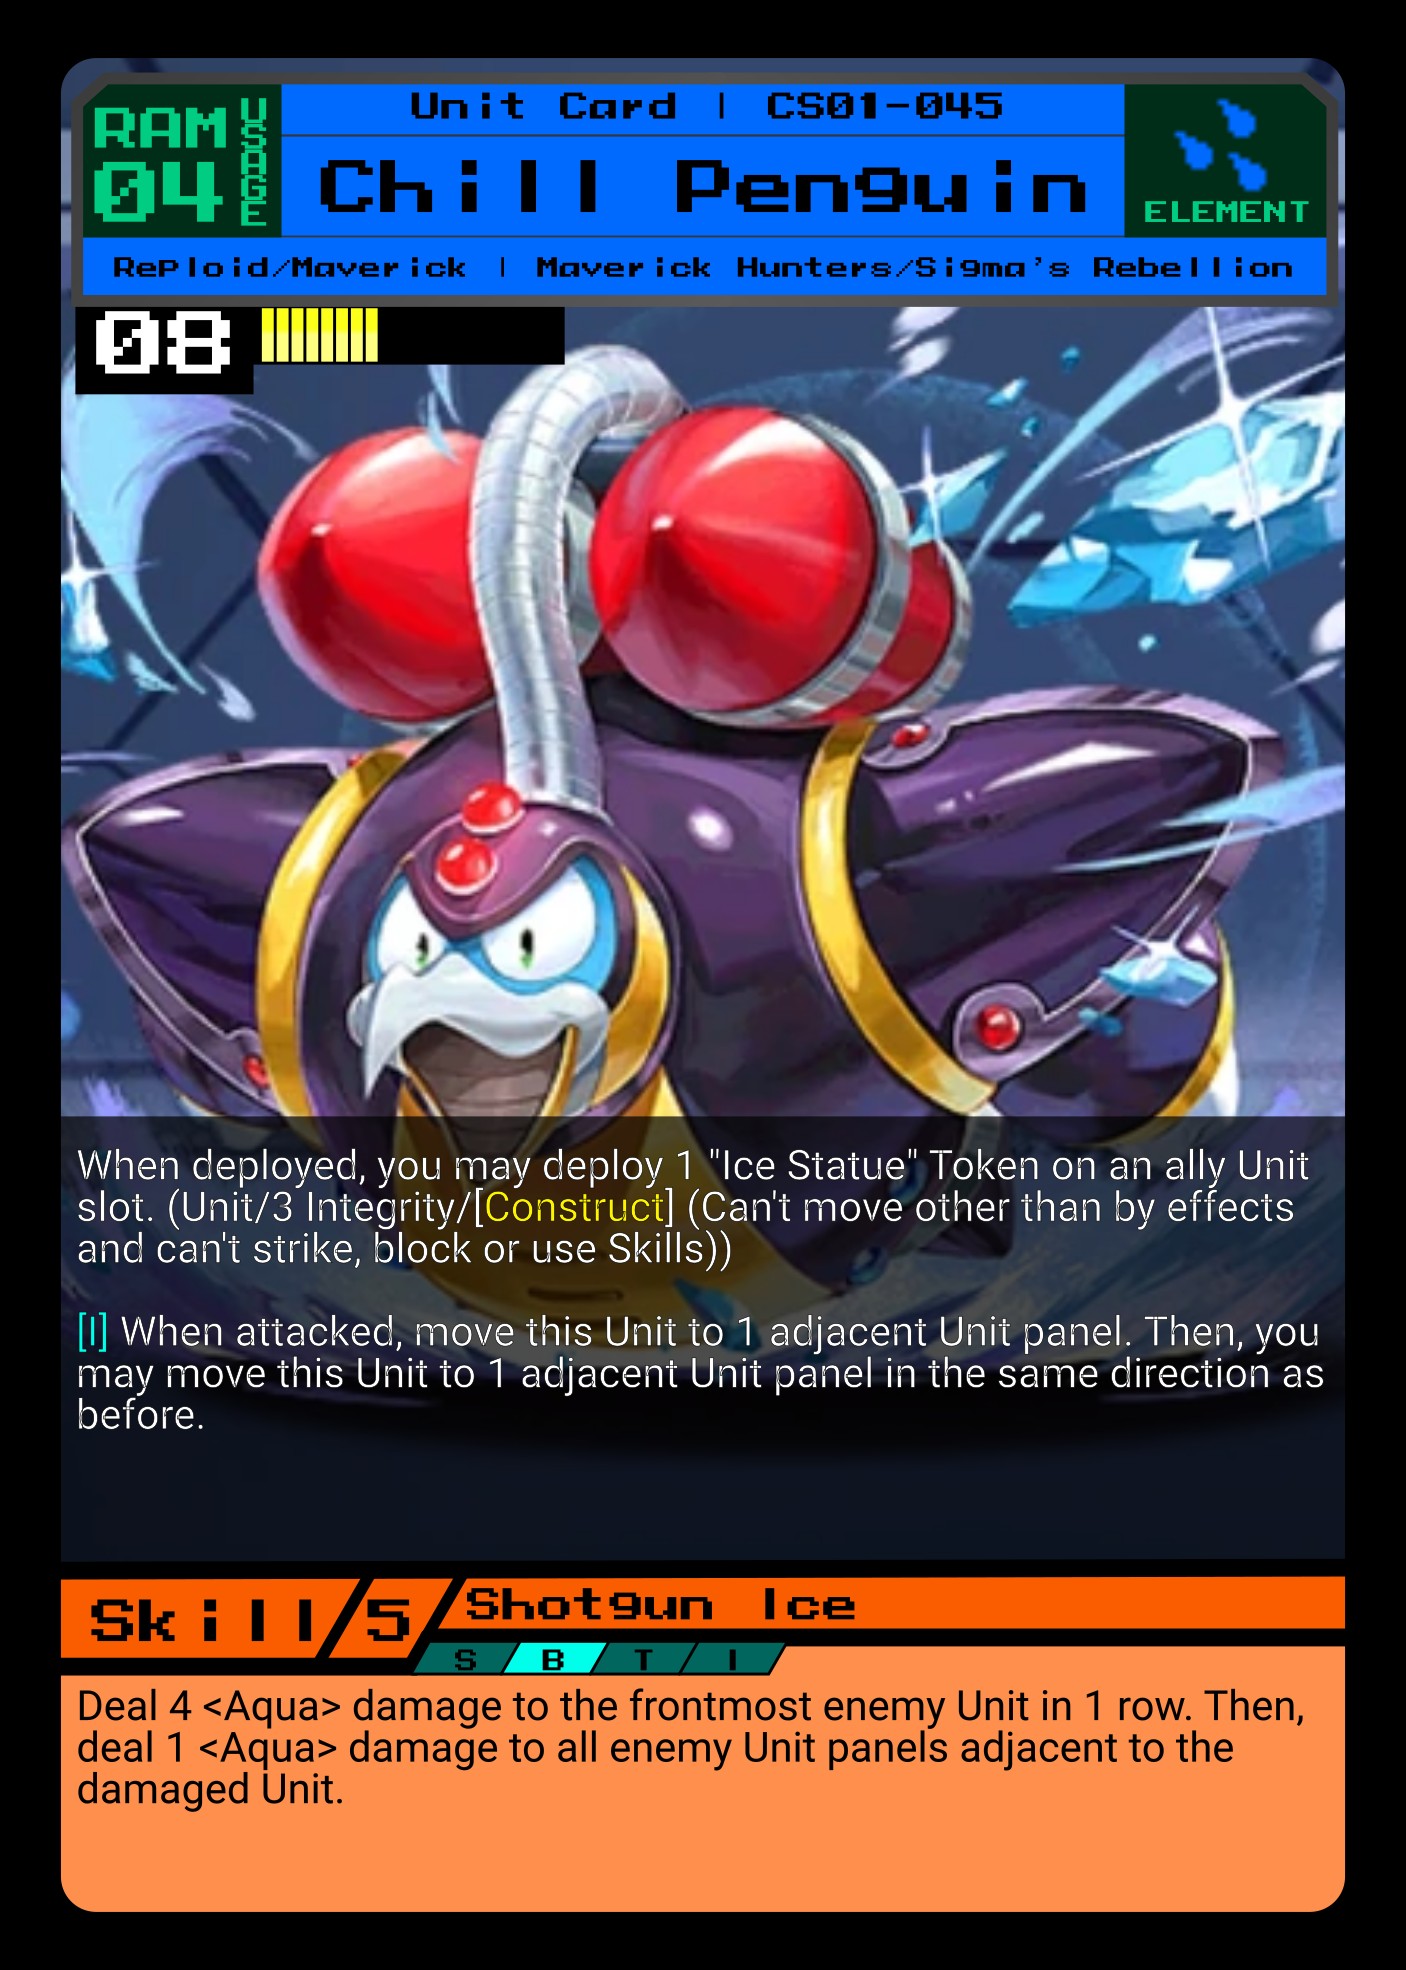 Unit Card | CS01-045
RAM 04 USAGE
Chill Penguin
ELEMENT
Reploid/Maverick | Maverick Hunters/Sigma's Rebellion
08
When deployed, you may deploy 1 "Ice Statue" Token on an ally Unit
slot. (Unit/3 Integrity/[Construct] (Can't move other than by effects
and can't strike, block or use Skills))
[I] When attacked, move this Unit to 1 adjacent Unit panel. Then, you
may move this Unit to 1 adjacent Unit panel in the same direction as
before.
Skill/5/Shotgun Ice
S B T I
Deal 4 <Aqua> damage to the frontmost enemy Unit in 1 row. Then,
deal 1 <Aqua> damage to all enemy Unit panels adjacent to the
damaged Unit.